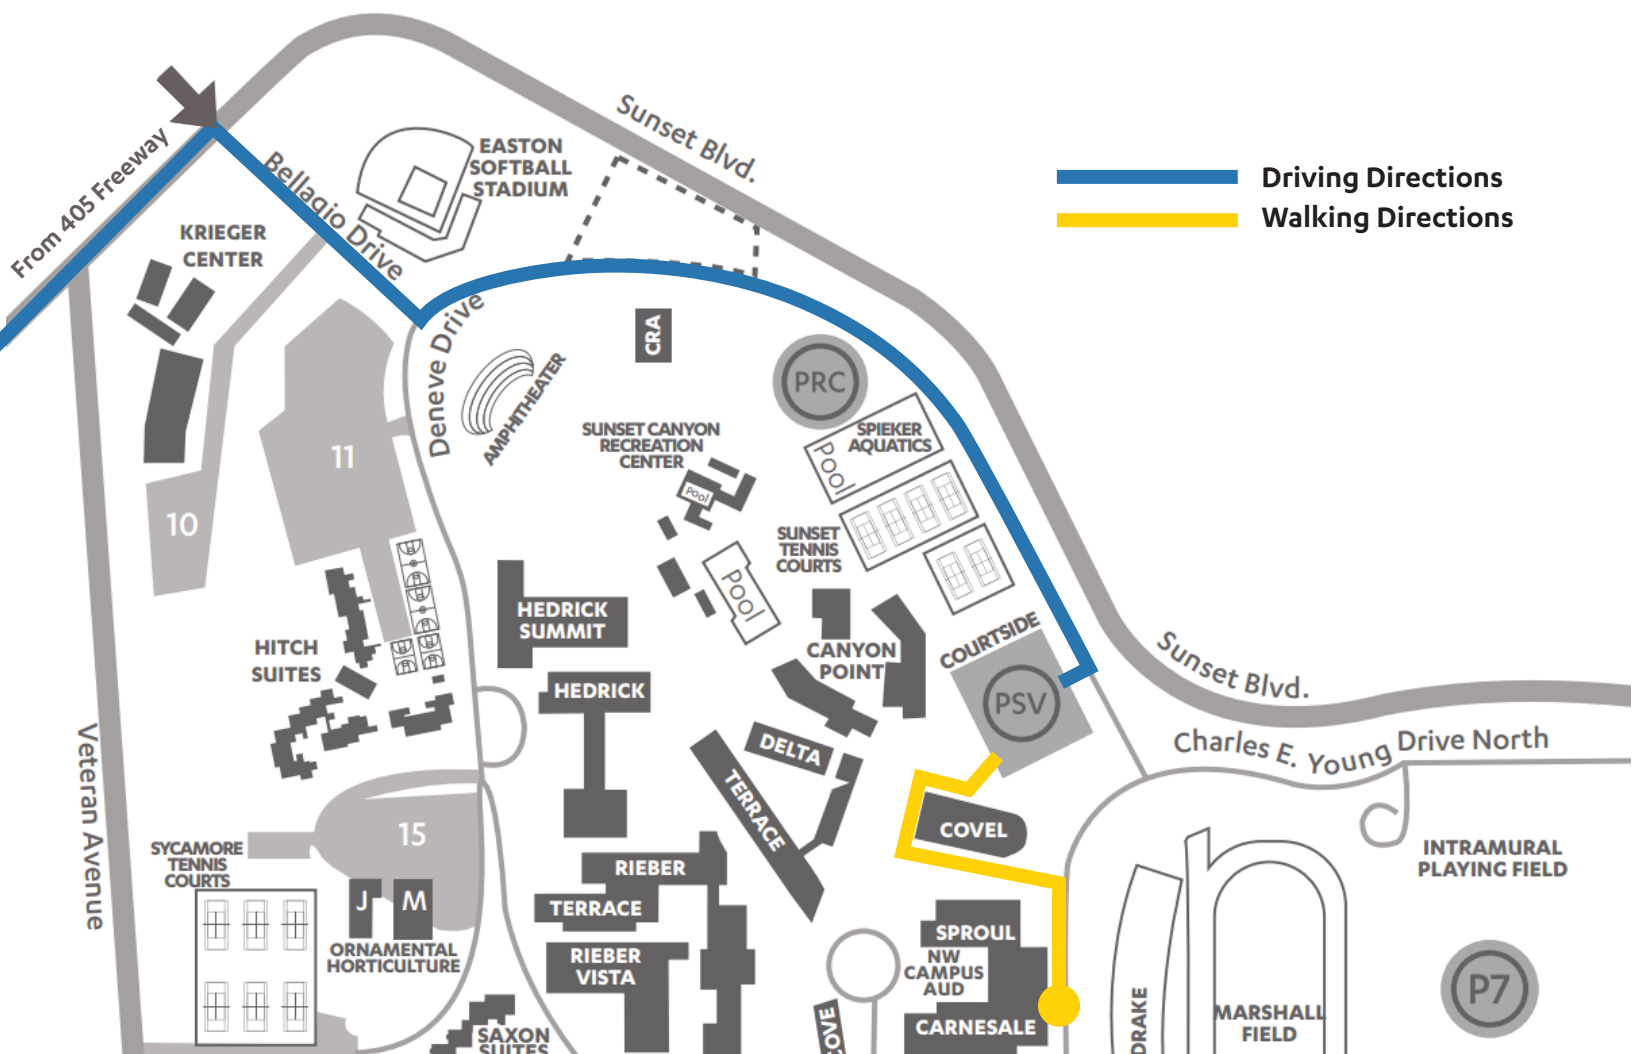 Sunset Blvd.
From 405 Freeway
Bellagio Drive
EASTON
SOFTBALL
STADIUM
Driving Directions
Walking Directions
KRIEGER
CENTER
Deneve Drive
CRA
AMPHITHEATER
PRC
SUNSET CANYON
RECREATION
CENTER
SPIEKER
AQUATICS
Pool
11
Pool
10
SUNSET
TENNIS
COURTS
Pool
HEDRICK
SUMMIT
HITCH
SUITES
CANYON
POINT
COURTSIDE
Sunset Blvd.
HEDRICK
PSV
DELTA
Charles E. Young Drive North
Veteran Avenue
TERRACE
COVEL
15
SYCAMORE
TENNIS
COURTS
INTRAMURAL
PLAYING FIELD
RIEBER
J
M
TERRACE
SPROUL
ORNAMENTAL
HORTICULTURE
RIEBER
VISTA
NW
CAMPUS
AUD
P7
CARNESALE
DRAKE
MARSHALL
FIELD
SAXON
SUITES
OVE